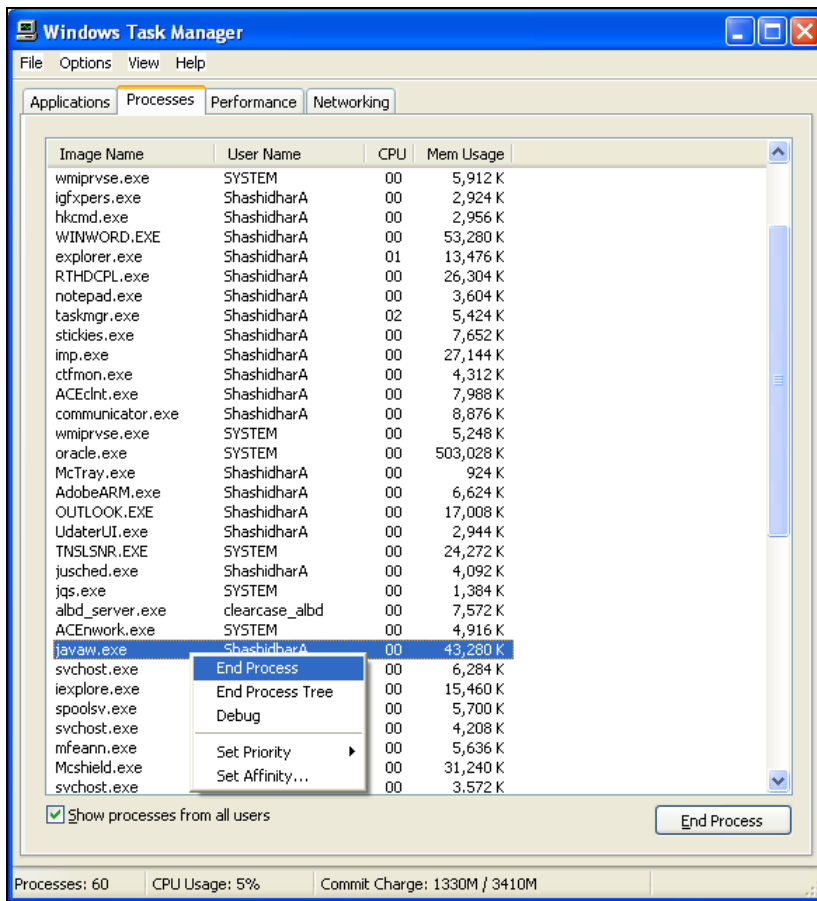 Windows Task Manager
File Options View Help
Applications Processes Performance Networking
Image Name User Name CPU Mem Usage
wmiprvse.exe SYSTEM 00 5,912 K
igfxpers.exe ShashidharA 00 2,924 K
hkcmd.exe ShashidharA 00 2,956 K
WINWORD.EXE ShashidharA 00 53,280 K
explorer.exe ShashidharA 01 13,476 K
RTHDCPL.exe ShashidharA 00 26,304 K
notepad.exe ShashidharA 00 3,604 K
taskmgr.exe ShashidharA 02 5,424 K
stickies.exe ShashidharA 00 7,652 K
imp.exe ShashidharA 00 27,144 K
ctfmon.exe ShashidharA 00 4,312 K
ACEclnt.exe ShashidharA 00 7,988 K
communicator.exe ShashidharA 00 8,876 K
wmiprvse.exe SYSTEM 00 5,248 K
oracle.exe SYSTEM 00 503,028 K
McTray.exe ShashidharA 00 924 K
AdobeARM.exe ShashidharA 00 6,624 K
OUTLOOK.EXE ShashidharA 00 17,008 K
UdaterUI.exe ShashidharA 00 2,944 K
TNSLSNR.EXE SYSTEM 00 24,272 K
jusched.exe ShashidharA 00 4,092 K
jqs.exe SYSTEM 00 1,384 K
albd_server.exe clearcase_albd 00 7,572 K
ACEnwork.exe SYSTEM 00 4,916 K
javaw.exe ShashidharA 00 43,280 K
svchost.exe 00 6,284 K
iexplore.exe 00 15,460 K
spoolsv.exe 00 5,700 K
svchost.exe 00 4,208 K
mfeann.exe 00 5,636 K
Mcshield.exe 00 31,240 K
svchost.exe 00 3,572 K
End Process
End Process Tree
Debug
Set Priority
Set Affinity...
Show processes from all users
End Process
Processes: 60 CPU Usage: 5% Commit Charge: 1330M / 3410M